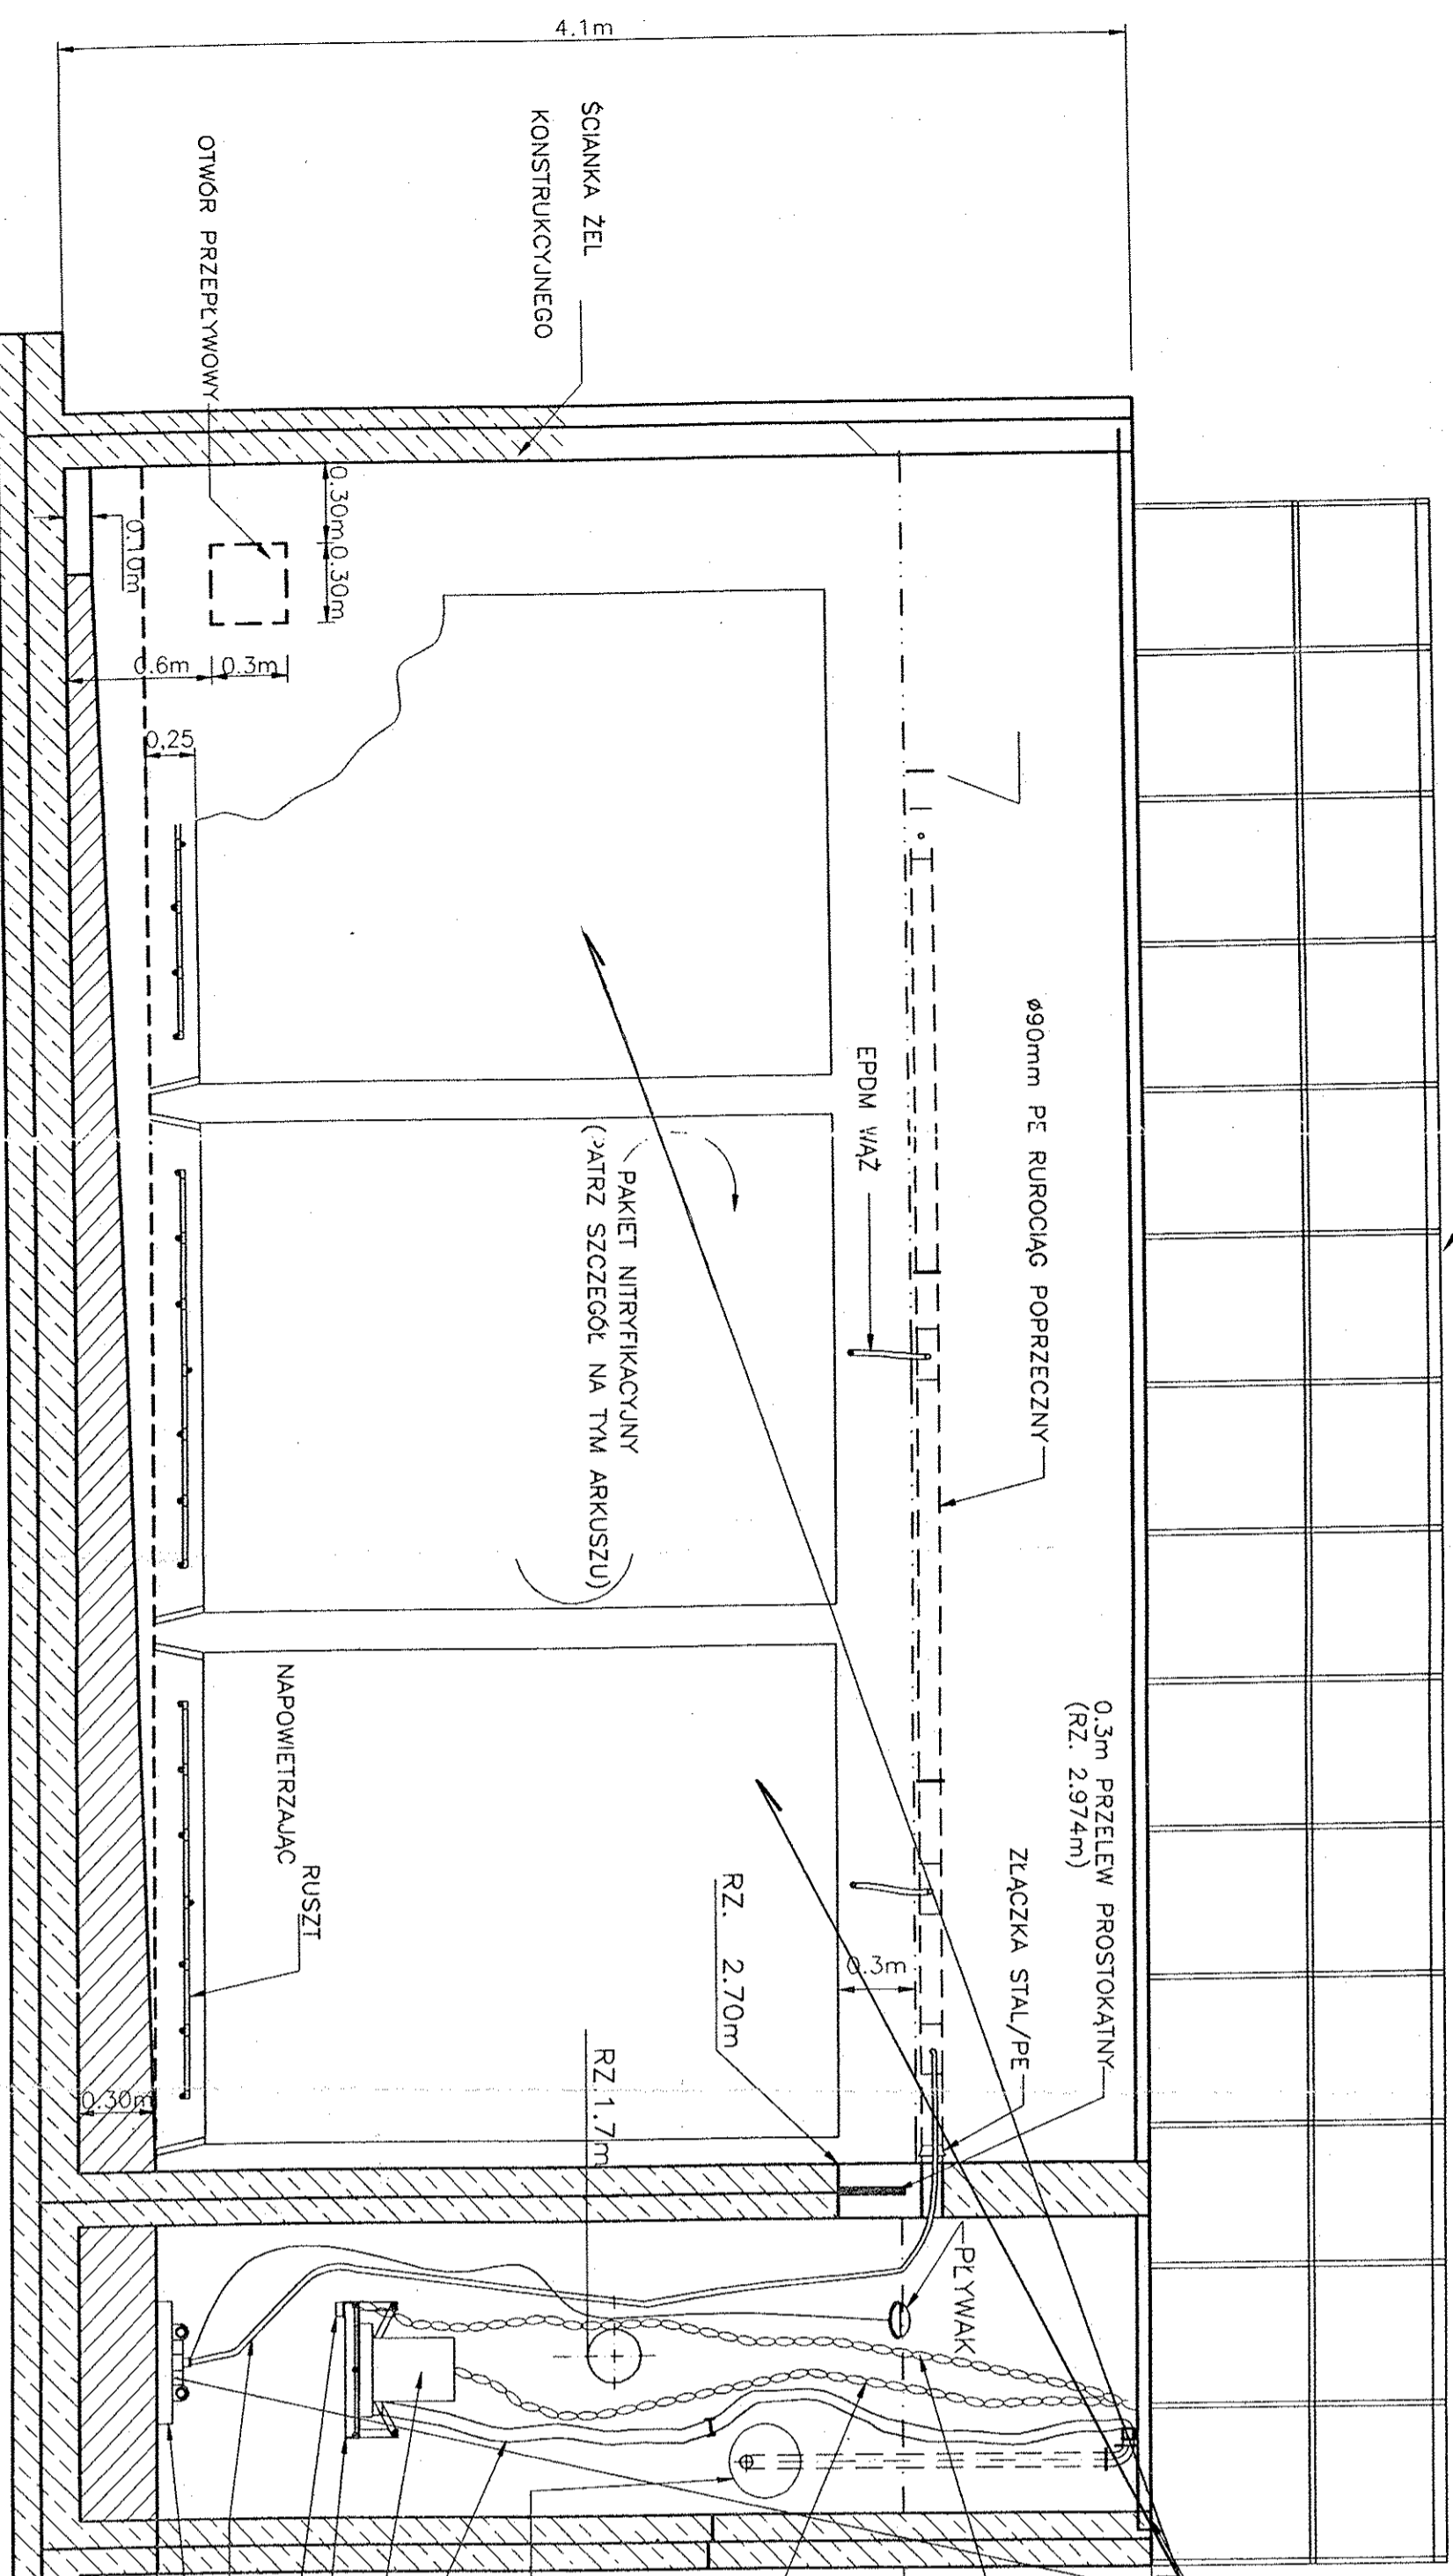 4.1m
ŚCIANKA ŻEL
KONSTRUKCYJNEGO
OTWÓR PRZEPŁYWOWY
0.30m
0.30m
0.10m
0.6m
0.3m
0,25
Ø90mm PE RUROCIĄG POPRZECZNY
EPDM WĄŻ
PAKIET NITRYFIKACYJNY
(PATRZ SZCZEGÓŁ NA TYM ARKUSZU)
0.3m PRZELEW PROSTOKĄTNY
(RZ. 2.974m)
ZŁĄCZKA STAL/PE
0.3m
RZ. 2.70m
RZ.1.7m
RUSZT
NAPOWIETRZAJĄC
0.30m
PŁYWAK